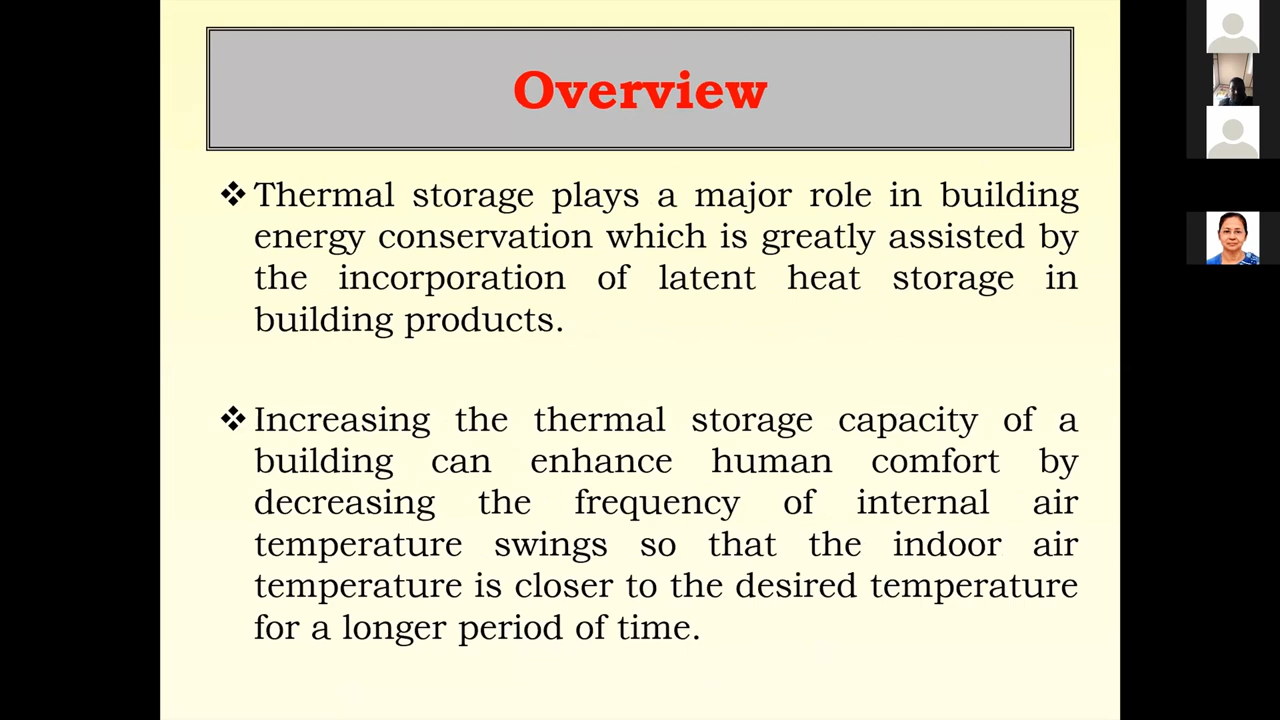 Overview
❖ Thermal storage plays a major role in building
energy conservation which is greatly assisted by
the incorporation of latent heat storage in
building products.
❖ Increasing the thermal storage capacity of a
building can enhance human comfort by
decreasing the frequency of internal air
temperature swings so that the indoor air
temperature is closer to the desired temperature
for a longer period of time.